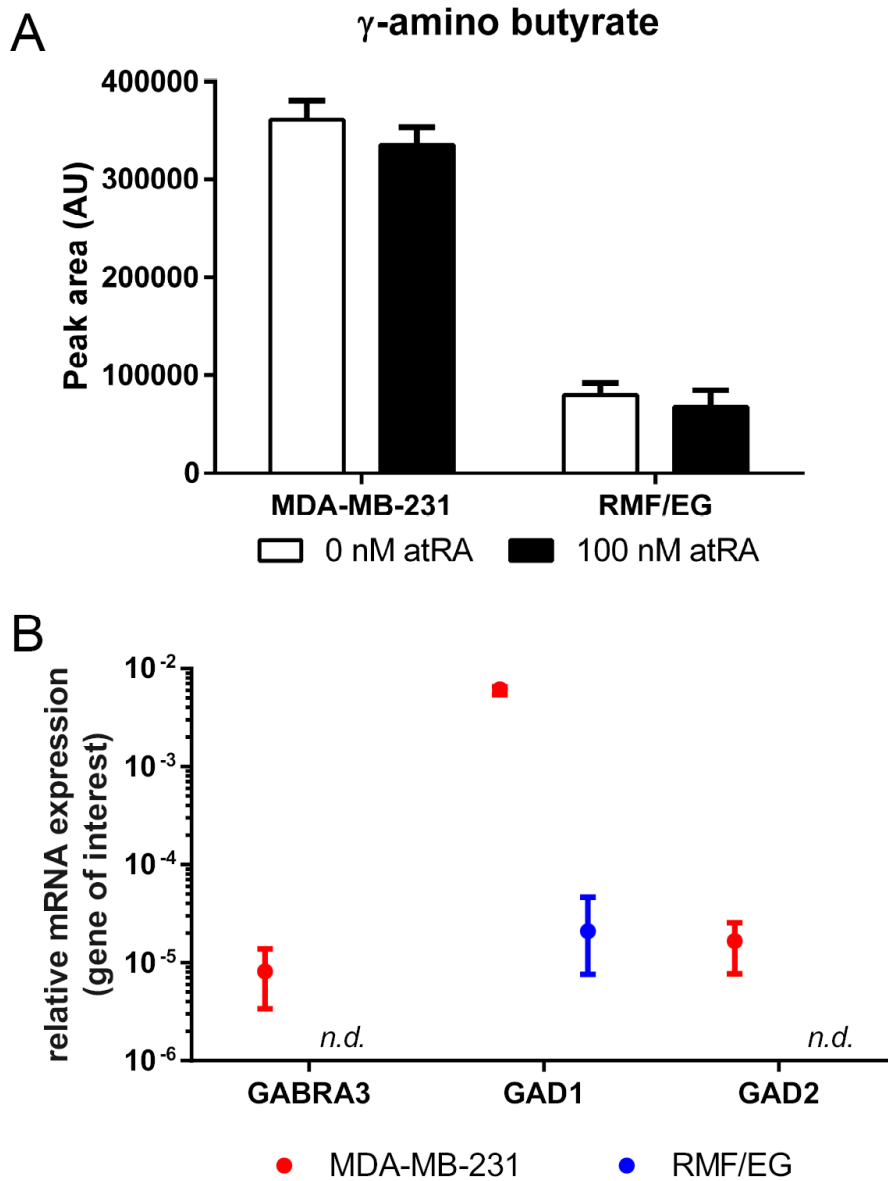 A
γ-amino butyrate
Peak area (AU)
400000
300000
200000
100000
0
MDA-MB-231 RMF/EG
0 nM atRA 100 nM atRA
B
relative mRNA expression
(gene of interest)
10-2
10-3
10-4
10-5
10-6
n.d. n.d.
GABRA3 GAD1 GAD2
MDA-MB-231 RMF/EG